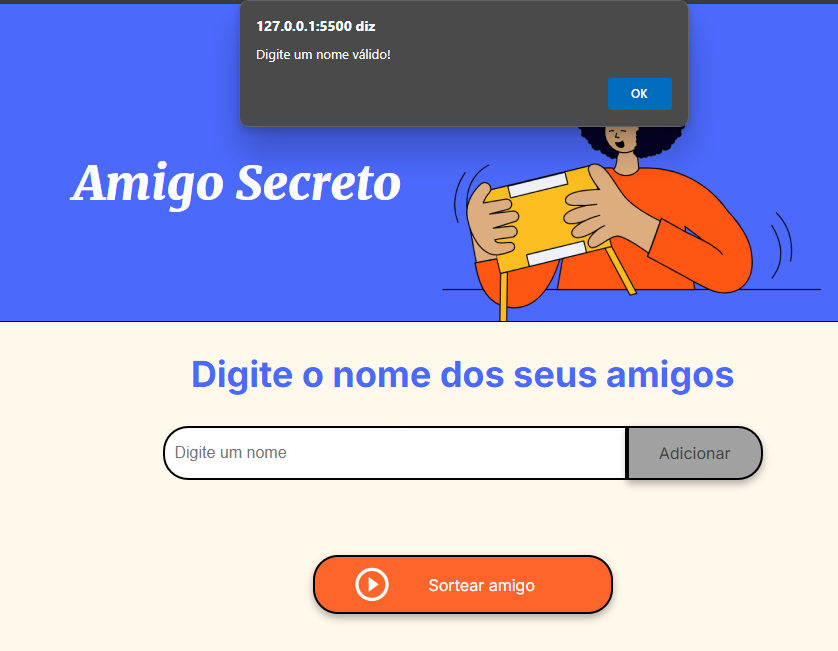 127.0.0.1:5500 diz
Digite um nome válido!
OK
Amigo Secreto
Digite o nome dos seus amigos
Digite um nome
Adicionar
Sortear amigo